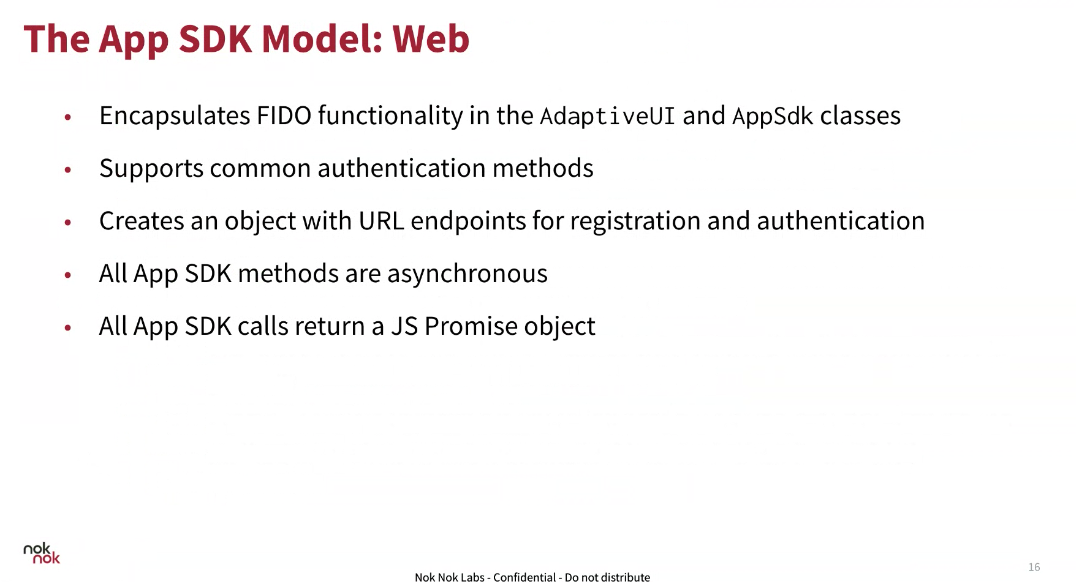 The App SDK Model: Web
• Encapsulates FIDO functionality in the AdaptiveUI and AppSdk classes
• Supports common authentication methods
• Creates an object with URL endpoints for registration and authentication
• All App SDK methods are asynchronous
• All App SDK calls return a JS Promise object
nok
nok
Nok Nok Labs - Confidential - Do not distribute
16